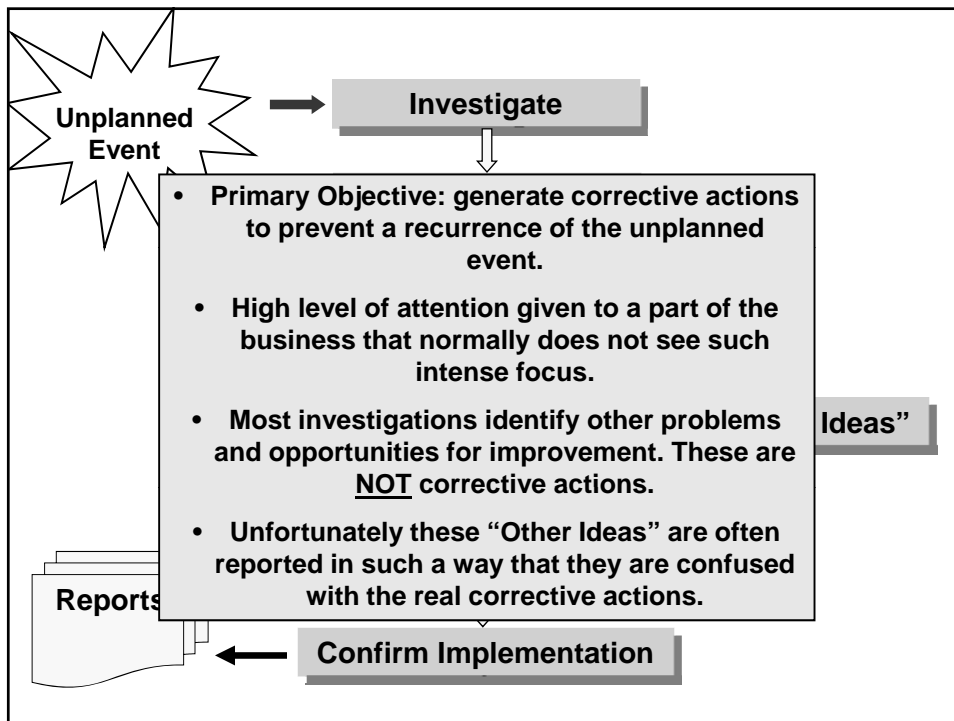 Unplanned
Event
Investigate
• Primary Objective: generate corrective actions
to prevent a recurrence of the unplanned
event.
• High level of attention given to a part of the
business that normally does not see such
intense focus.
• Most investigations identify other problems
and opportunities for improvement. These are
NOT corrective actions.
• Unfortunately these “Other Ideas” are often
reported in such a way that they are confused
with the real corrective actions.
Ideas”
Reports
Confirm Implementation